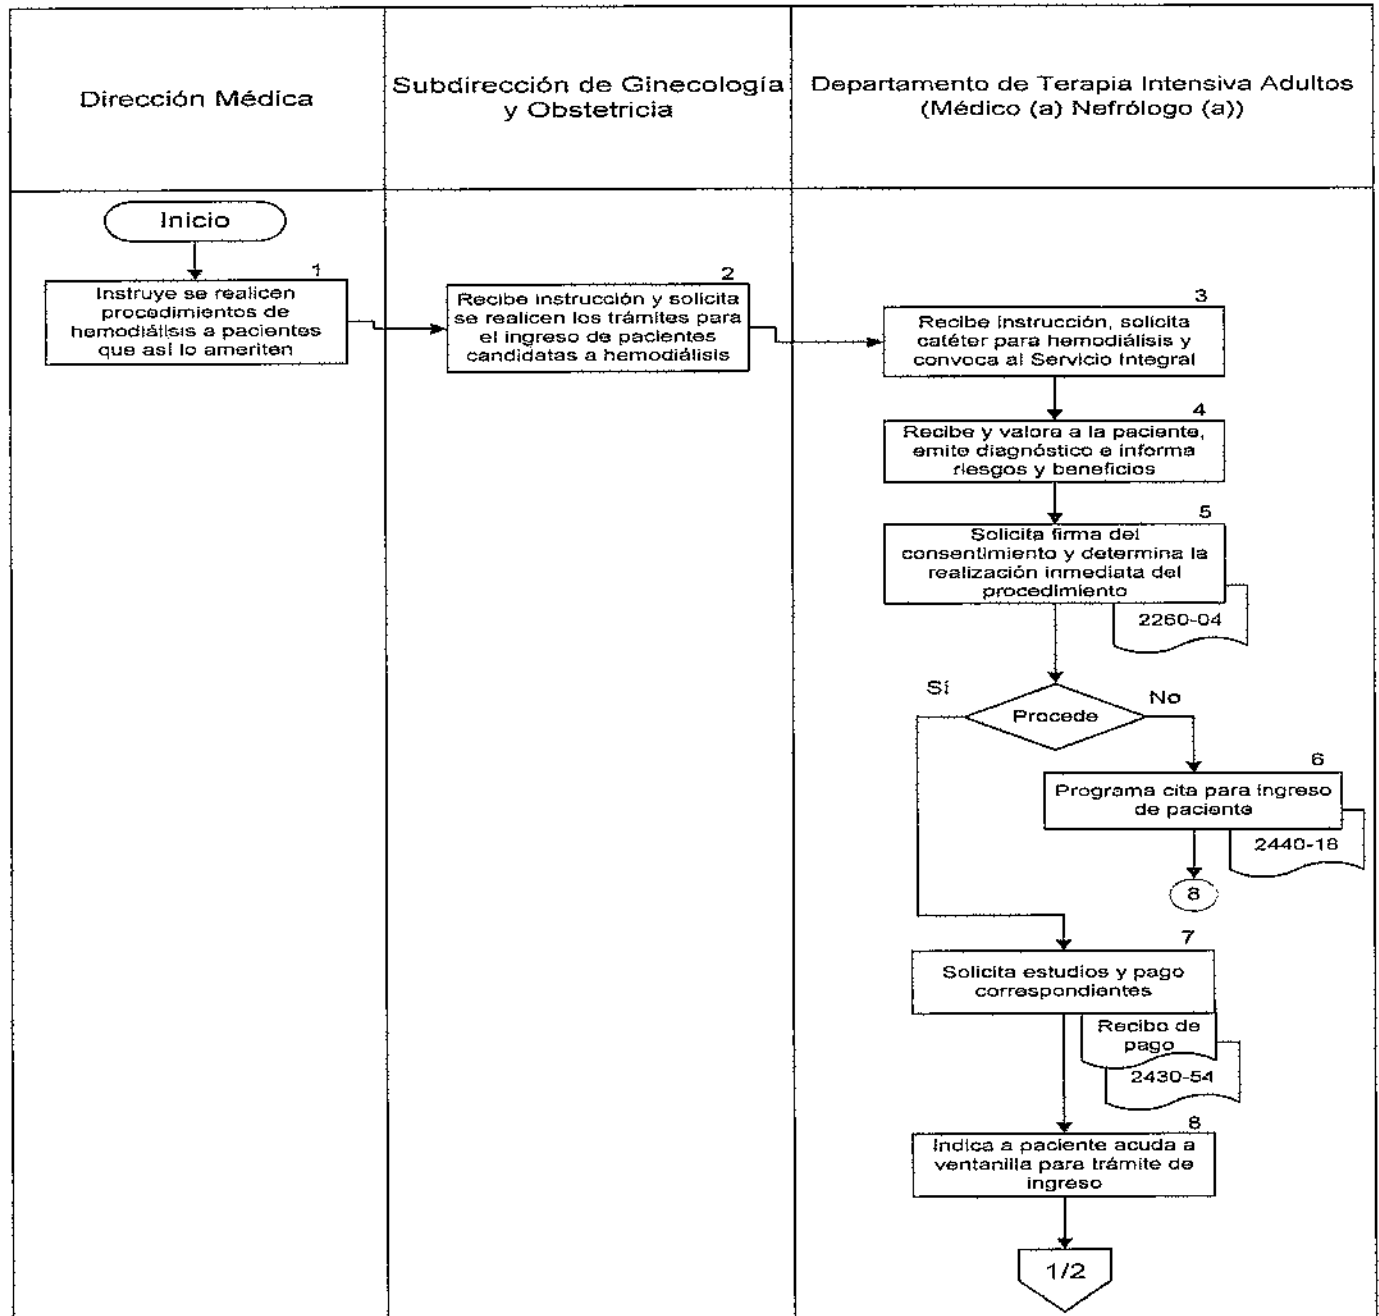 Dirección Médica
Subdirección de Ginecología
y Obstetricia
Departamento de Terapia Intensiva Adultos
(Médico (a) Nefrólogo (a))
Inicio
1
Instruye se realicen
procedimientos de
hemodiálisis a pacientes
que así lo ameriten
2
Recibe instrucción y solicita
se realicen los trámites para
el ingreso de pacientes
candidatas a hemodiálisis
3
Recibe instrucción, solicita
catéter para hemodiálisis y
convoca al Servicio Integral
4
Recibe y valora a la paciente,
emite diagnóstico e informa
riesgos y beneficios
5
Solicita firma del
consentimiento y determina la
realización inmediata del
procedimiento
2260-04
Sí
Procede
No
6
Programa cita para ingreso
de paciente
2440-18
8
7
Solicita estudios y pago
correspondientes
Recibo de
pago
2430-54
8
Indica a paciente acuda a
ventanilla para trámite de
ingreso
1/2